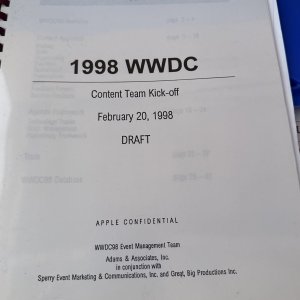 1998 WWDC
Content Team Kick-off
February 20, 1998
DRAFT
APPLE CONFIDENTIAL
WWDC98 Event Management Team
Adams & Associates, Inc.
in conjunction with
Sperry Event Marketing & Communications, Inc. and Great, Big Productions Inc.